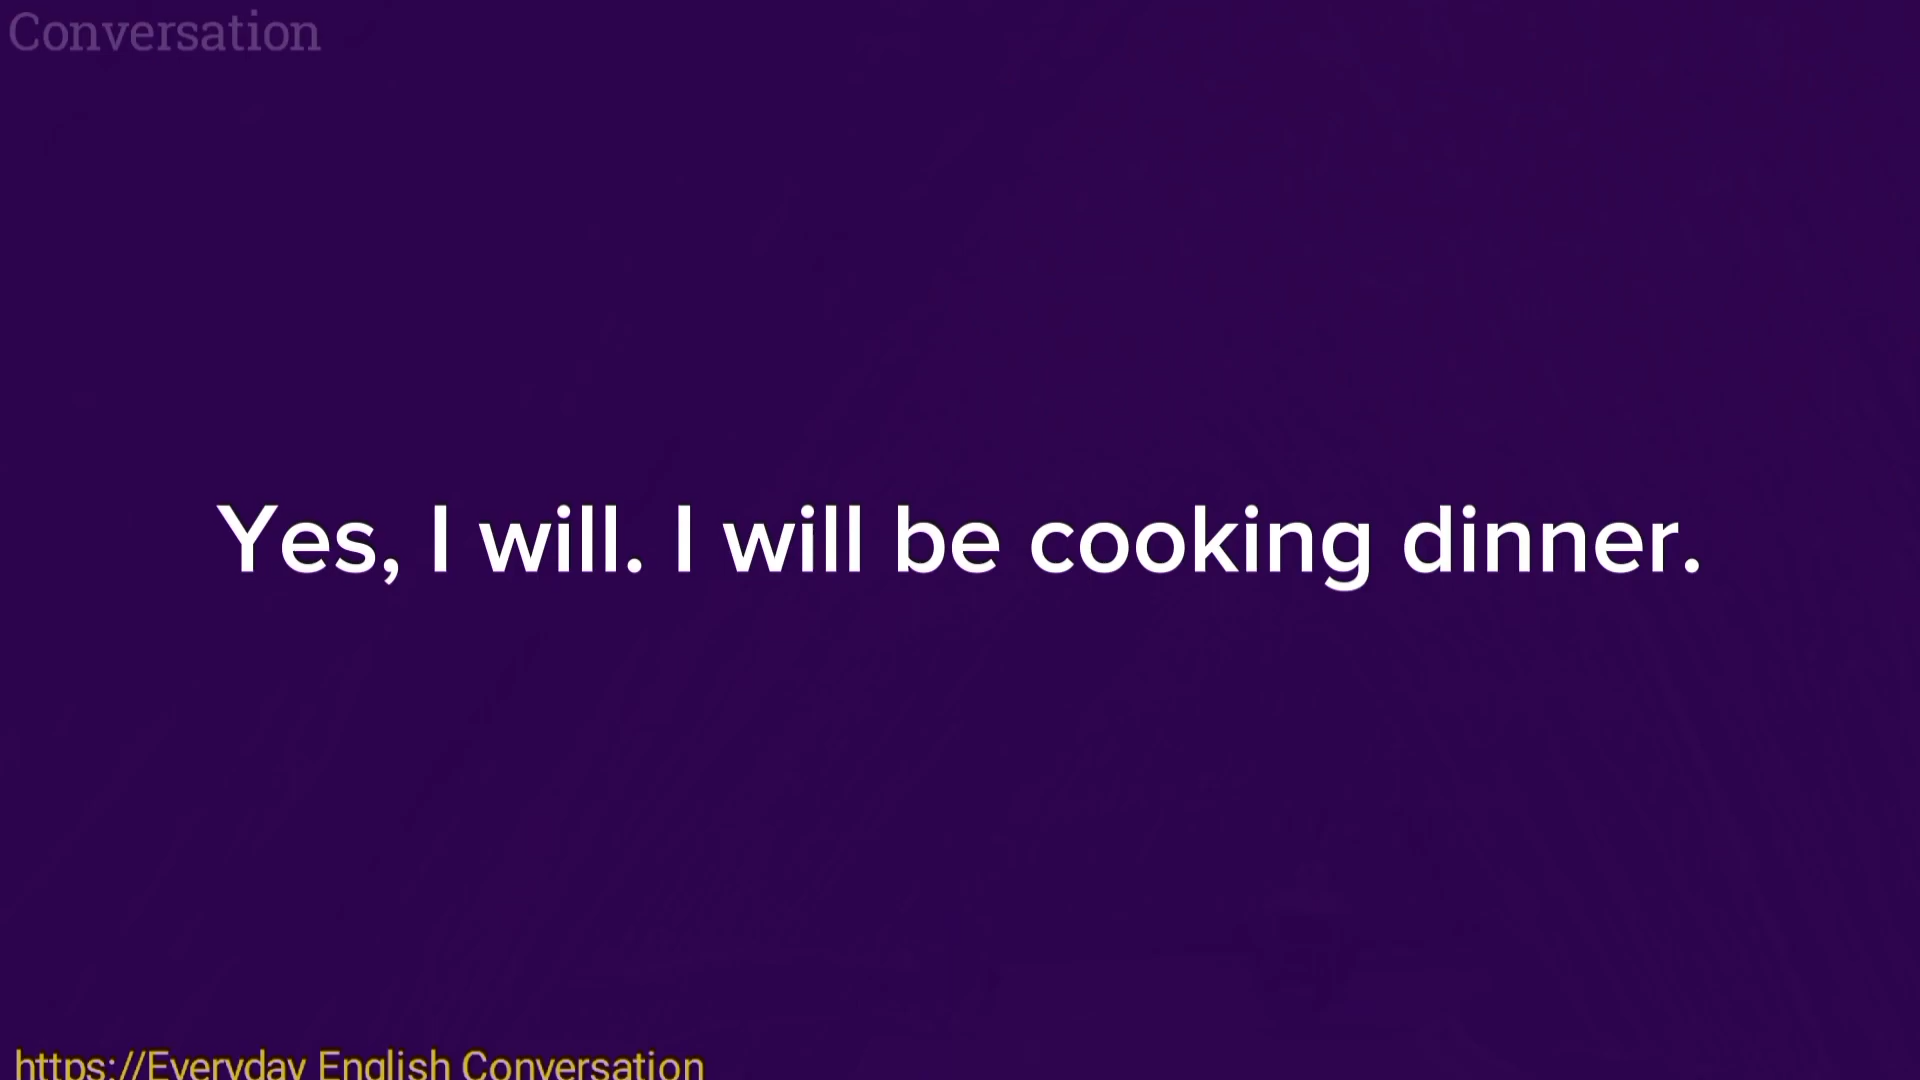 Conversation
Yes, I will. I will be cooking dinner.
https://Everyday English Conversation